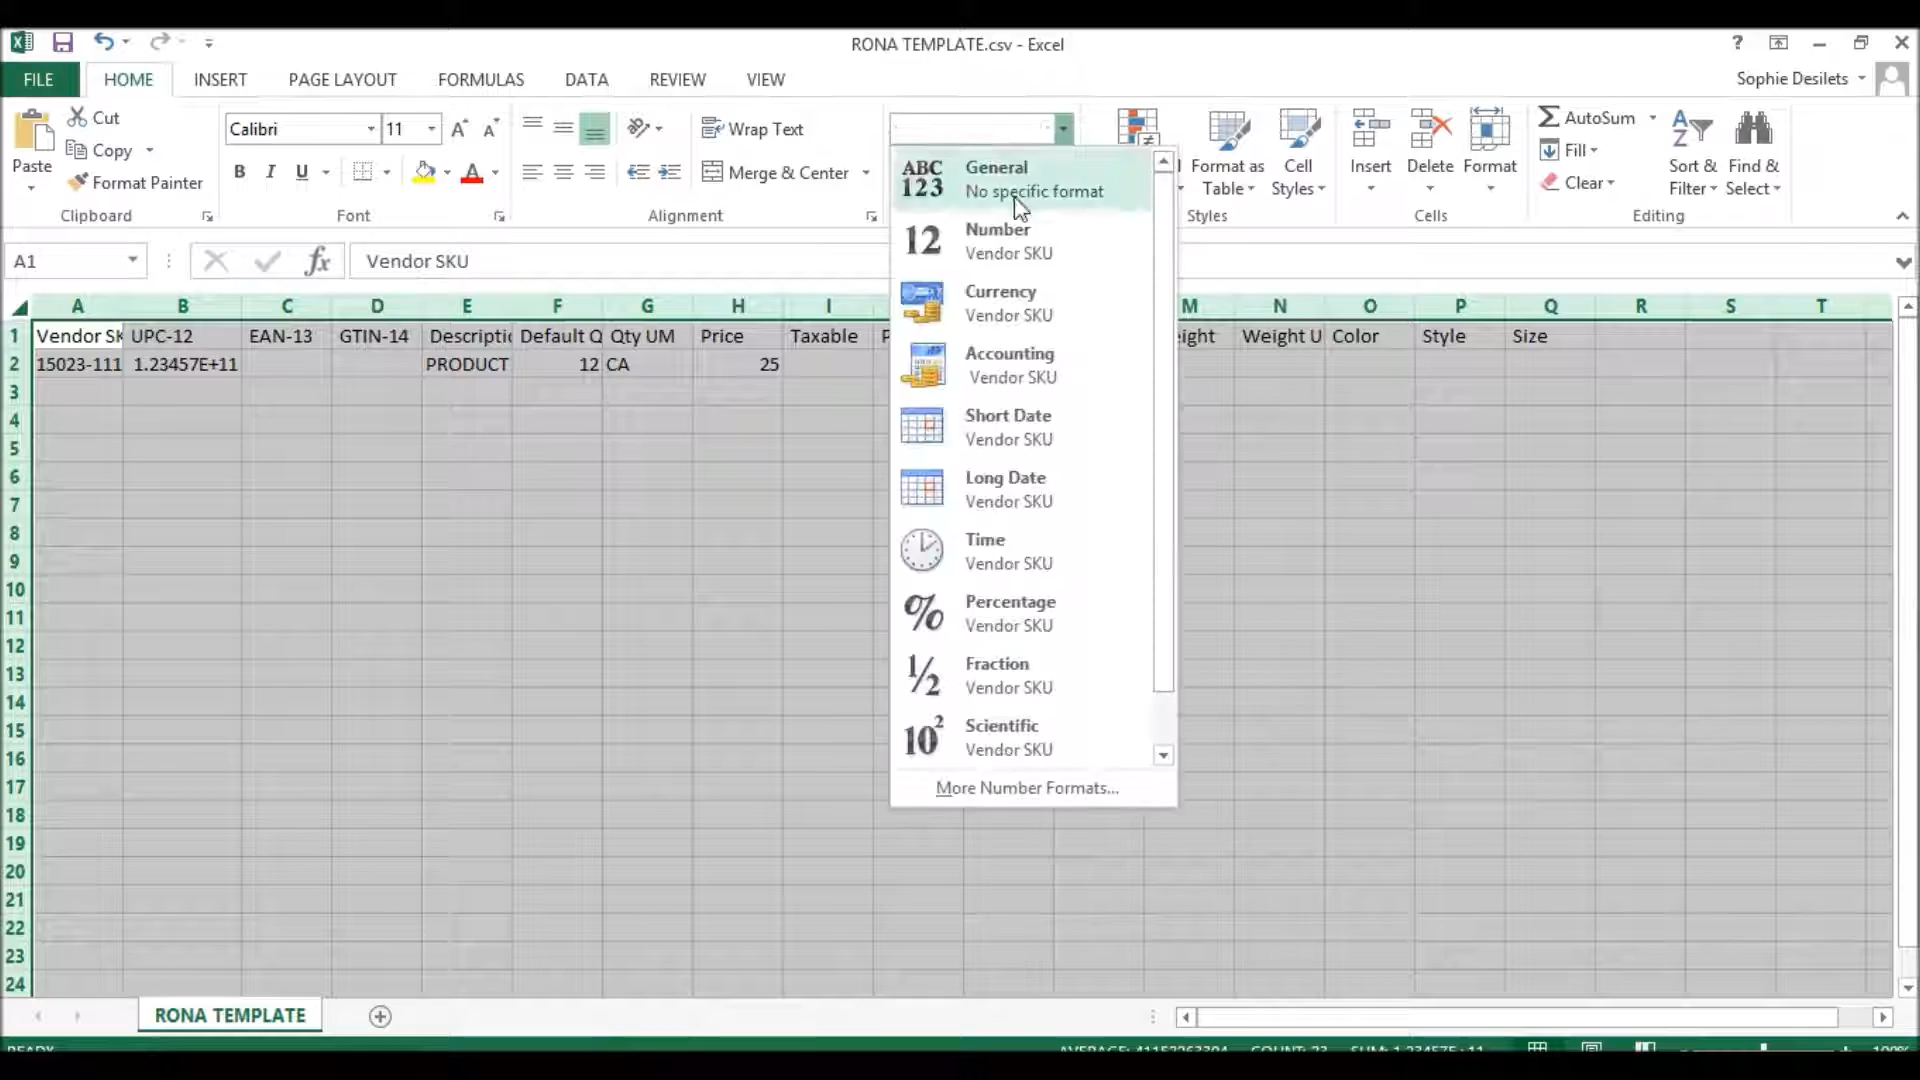 RONA TEMPLATE.csv - Excel
?
FILE HOME INSERT PAGE LAYOUT FORMULAS DATA REVIEW VIEW
Sophie Desilets
Paste
Cut
Copy
Format Painter
Clipboard
Calibri 11
B I U
Font
Wrap Text
Merge & Center
Alignment
Format as Table
Cell Styles
Styles
Insert
Delete
Format
Cells
AutoSum
Fill
Clear
Sort & Filter
Find & Select
Editing
A1
fx
Vendor SKU
ABC 123 General
No specific format
12 Number
Vendor SKU
Currency
Vendor SKU
Accounting
Vendor SKU
Short Date
Vendor SKU
Long Date
Vendor SKU
Time
Vendor SKU
% Percentage
Vendor SKU
½ Fraction
Vendor SKU
10² Scientific
Vendor SKU
More Number Formats...
A B C D E F G H I M N O P Q R S T
1 Vendor SK UPC-12 EAN-13 GTIN-14 Descriptic Default Q Qty UM Price Taxable P eight Weight U Color Style Size
2 15023-111 1.23457E+11 PRODUCT 12 CA 25
3
4
5
6
7
8
9
10
11
12
13
14
15
16
17
18
19
20
21
22
23
24
RONA TEMPLATE